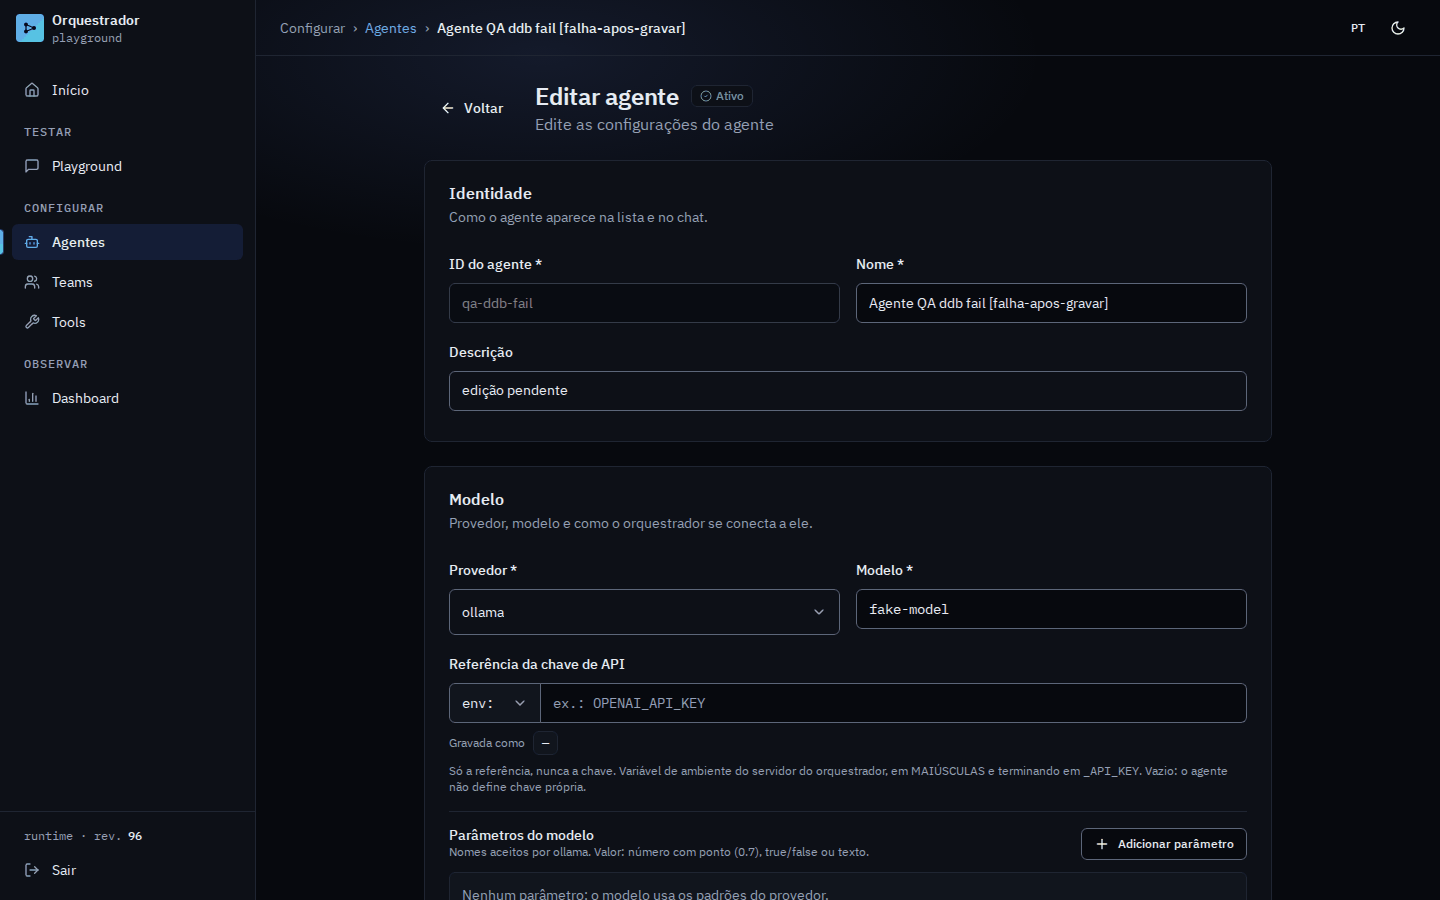 Orquestrador
playground
Início
TESTAR
Playground
CONFIGURAR
Agentes
Teams
Tools
OBSERVAR
Dashboard
runtime · rev. 96
Sair
Configurar › Agentes › Agente QA ddb fail [falha-apos-gravar]
PT
Voltar
Editar agente
Ativo
Edite as configurações do agente
Identidade
Como o agente aparece na lista e no chat.
ID do agente *
Nome *
qa-ddb-fail
Agente QA ddb fail [falha-apos-gravar]
Descrição
edição pendente
Modelo
Provedor, modelo e como o orquestrador se conecta a ele.
Provedor *
Modelo *
ollama
fake-model
Referência da chave de API
env:
ex.: OPENAI_API_KEY
Gravada como –
Só a referência, nunca a chave. Variável de ambiente do servidor do orquestrador, em MAIÚSCULAS e terminando em _API_KEY. Vazio: o agente
não define chave própria.
Parâmetros do modelo
Nomes aceitos por ollama. Valor: número com ponto (0.7), true/false ou texto.
Adicionar parâmetro
Nenhum parâmetro: o modelo usa os padrões do provedor.